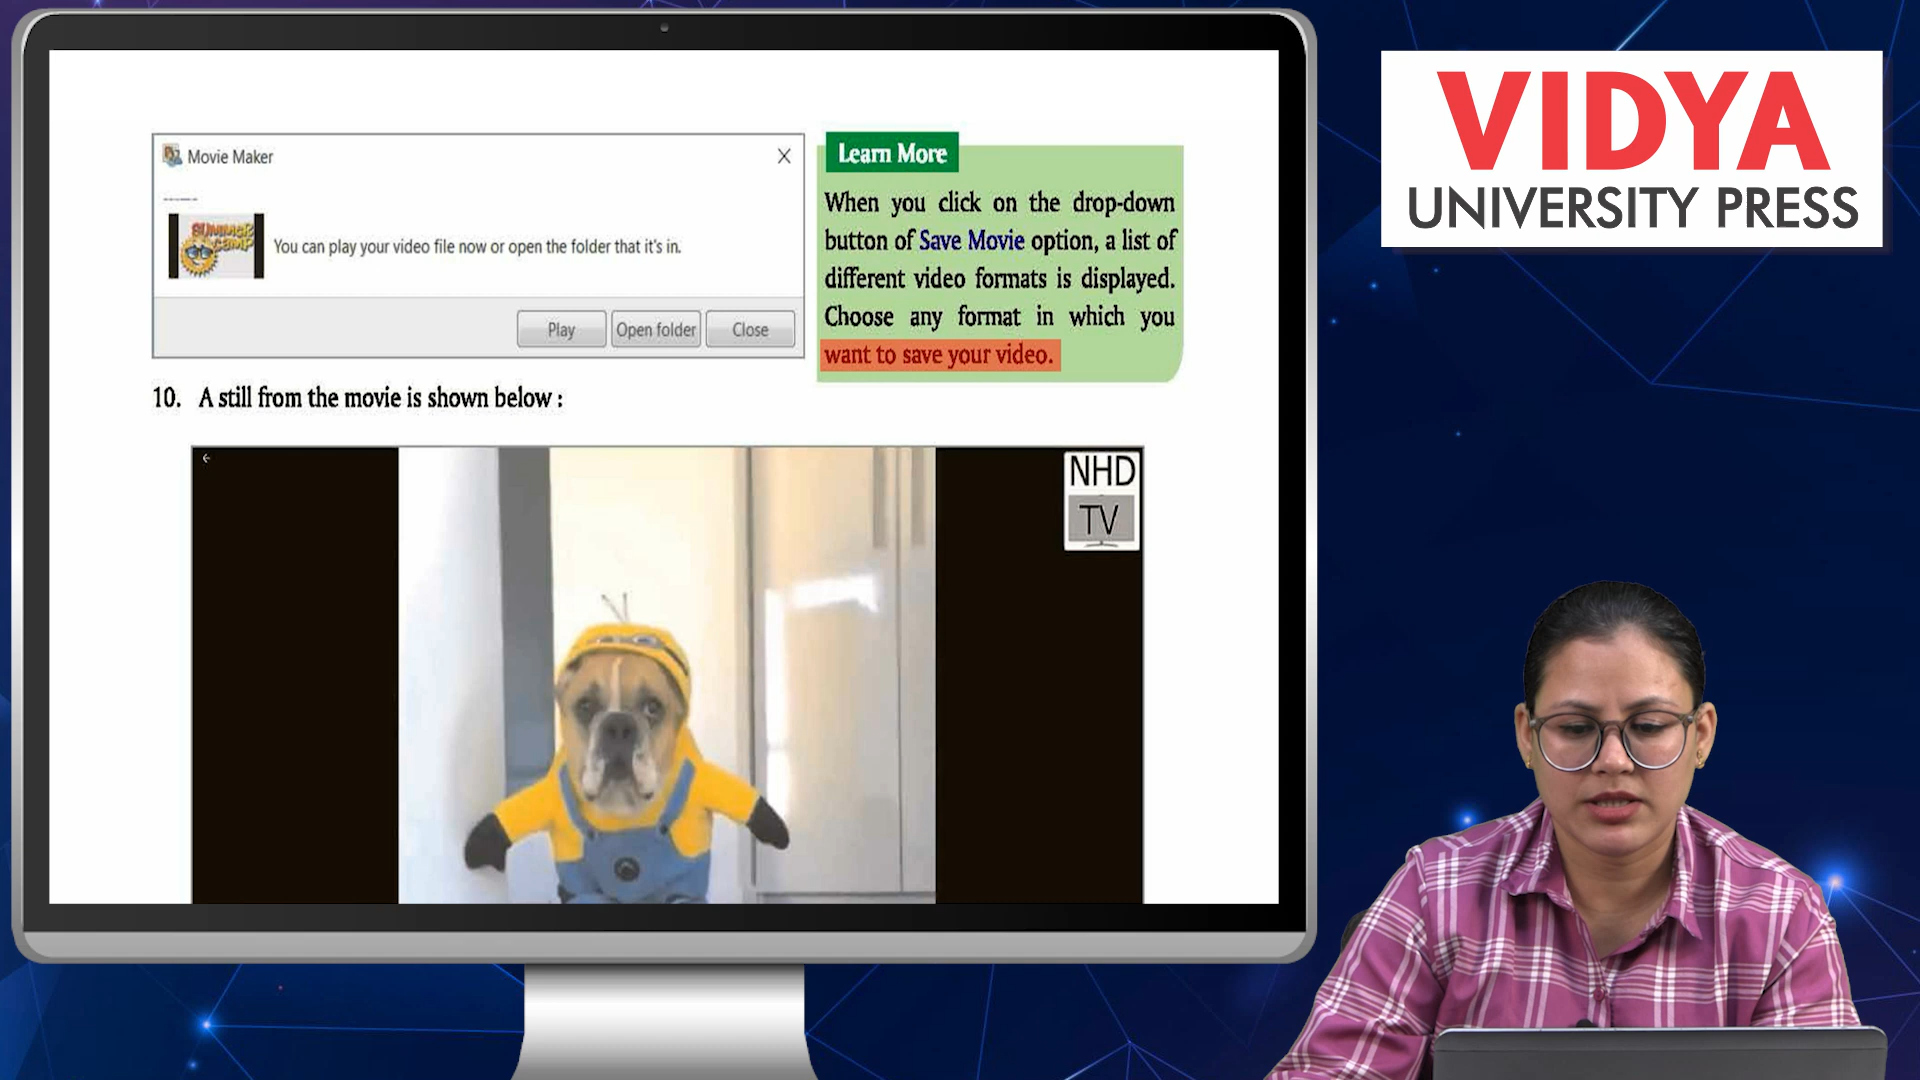 Movie Maker
SUMMER
CAMP
You can play your video file now or open the folder that it's in.
Play
Open folder
Close
Learn More
When you click on the drop-down
button of Save Movie option, a list of
different video formats is displayed.
Choose any format in which you
want to save your video.
10. A still from the movie is shown below :
NHD
TV
VIDYA
UNIVERSITY PRESS